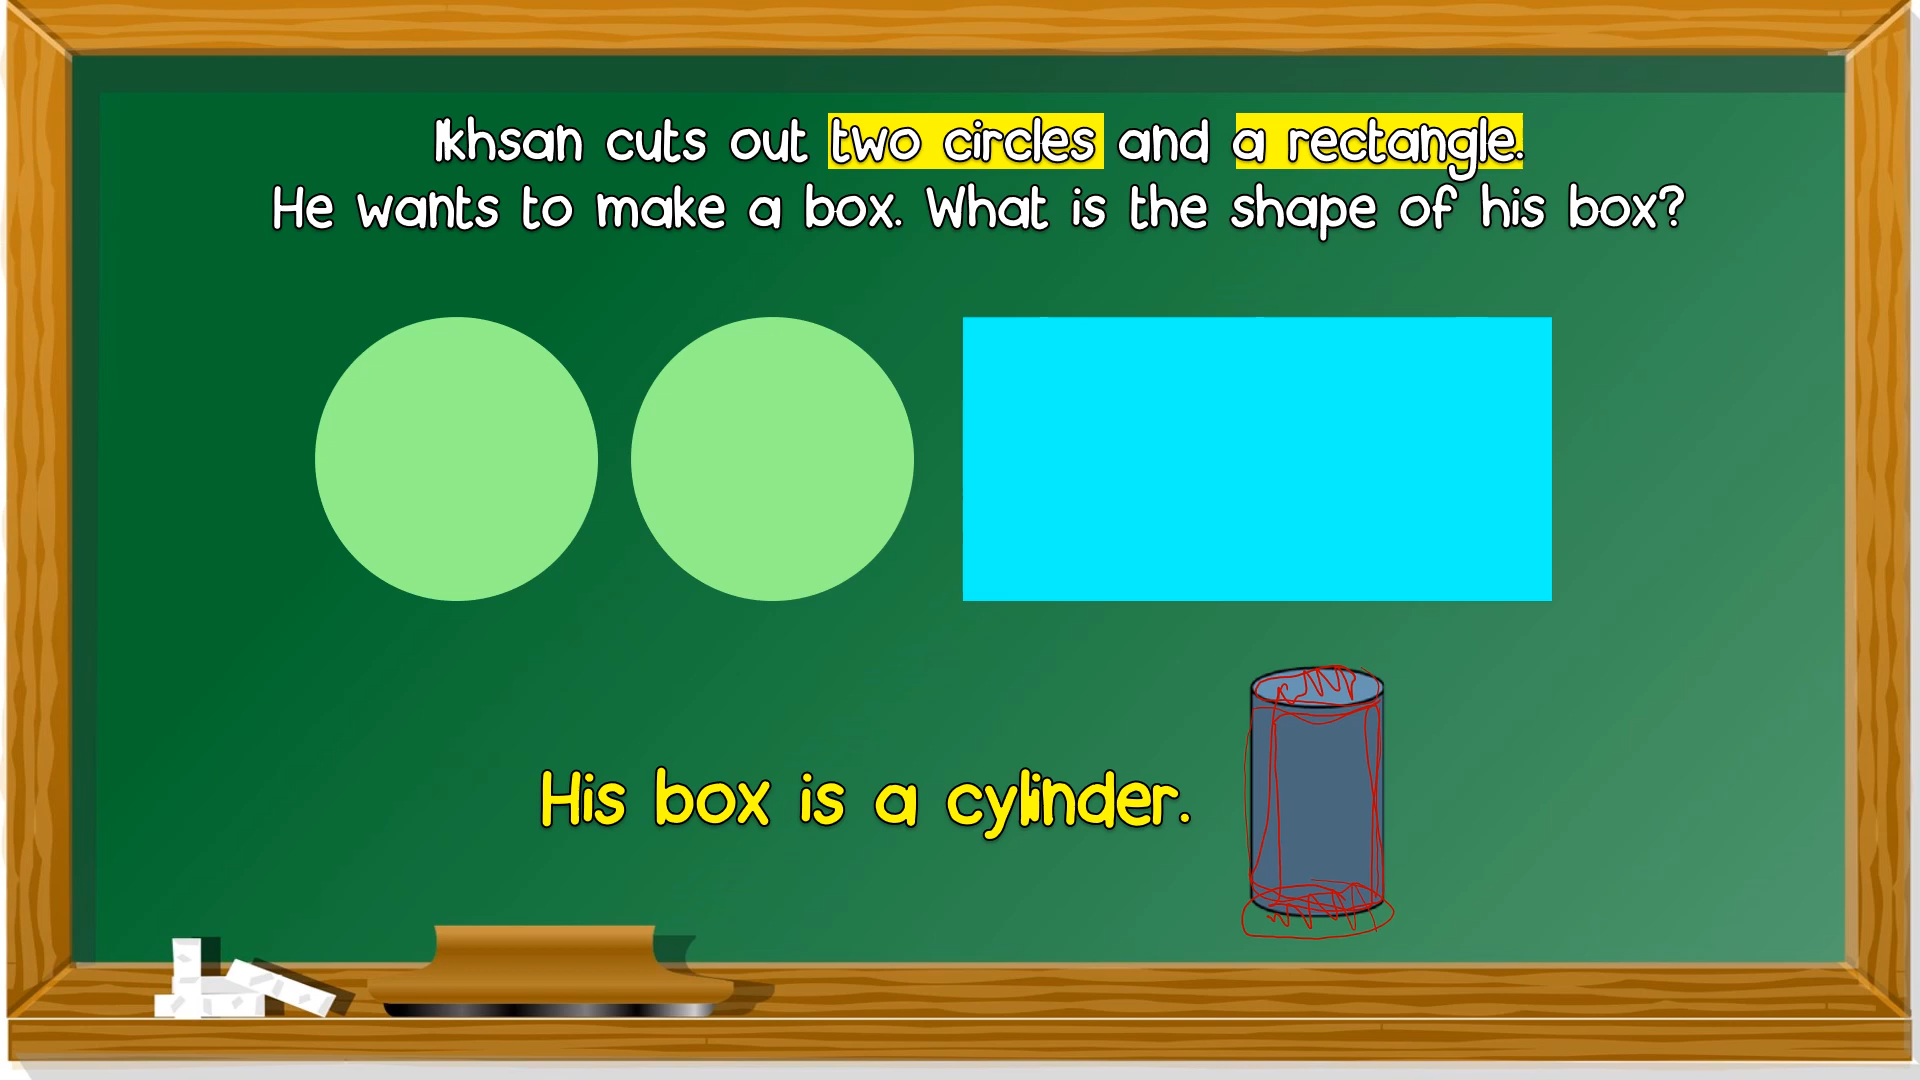 Ikhsan cuts out two circles and a rectangle.
He wants to make a box. What is the shape of his box?
His box is a cylinder.